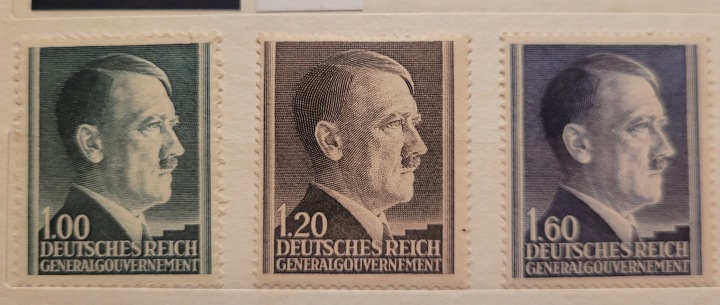 1.00
DEUTSCHES REICH
GENERALGOUVERNEMENT
1.20
DEUTSCHES REICH
GENERALGOUVERNEMENT
1.60
DEUTSCHES REICH
GENERALGOUVERNEMENT